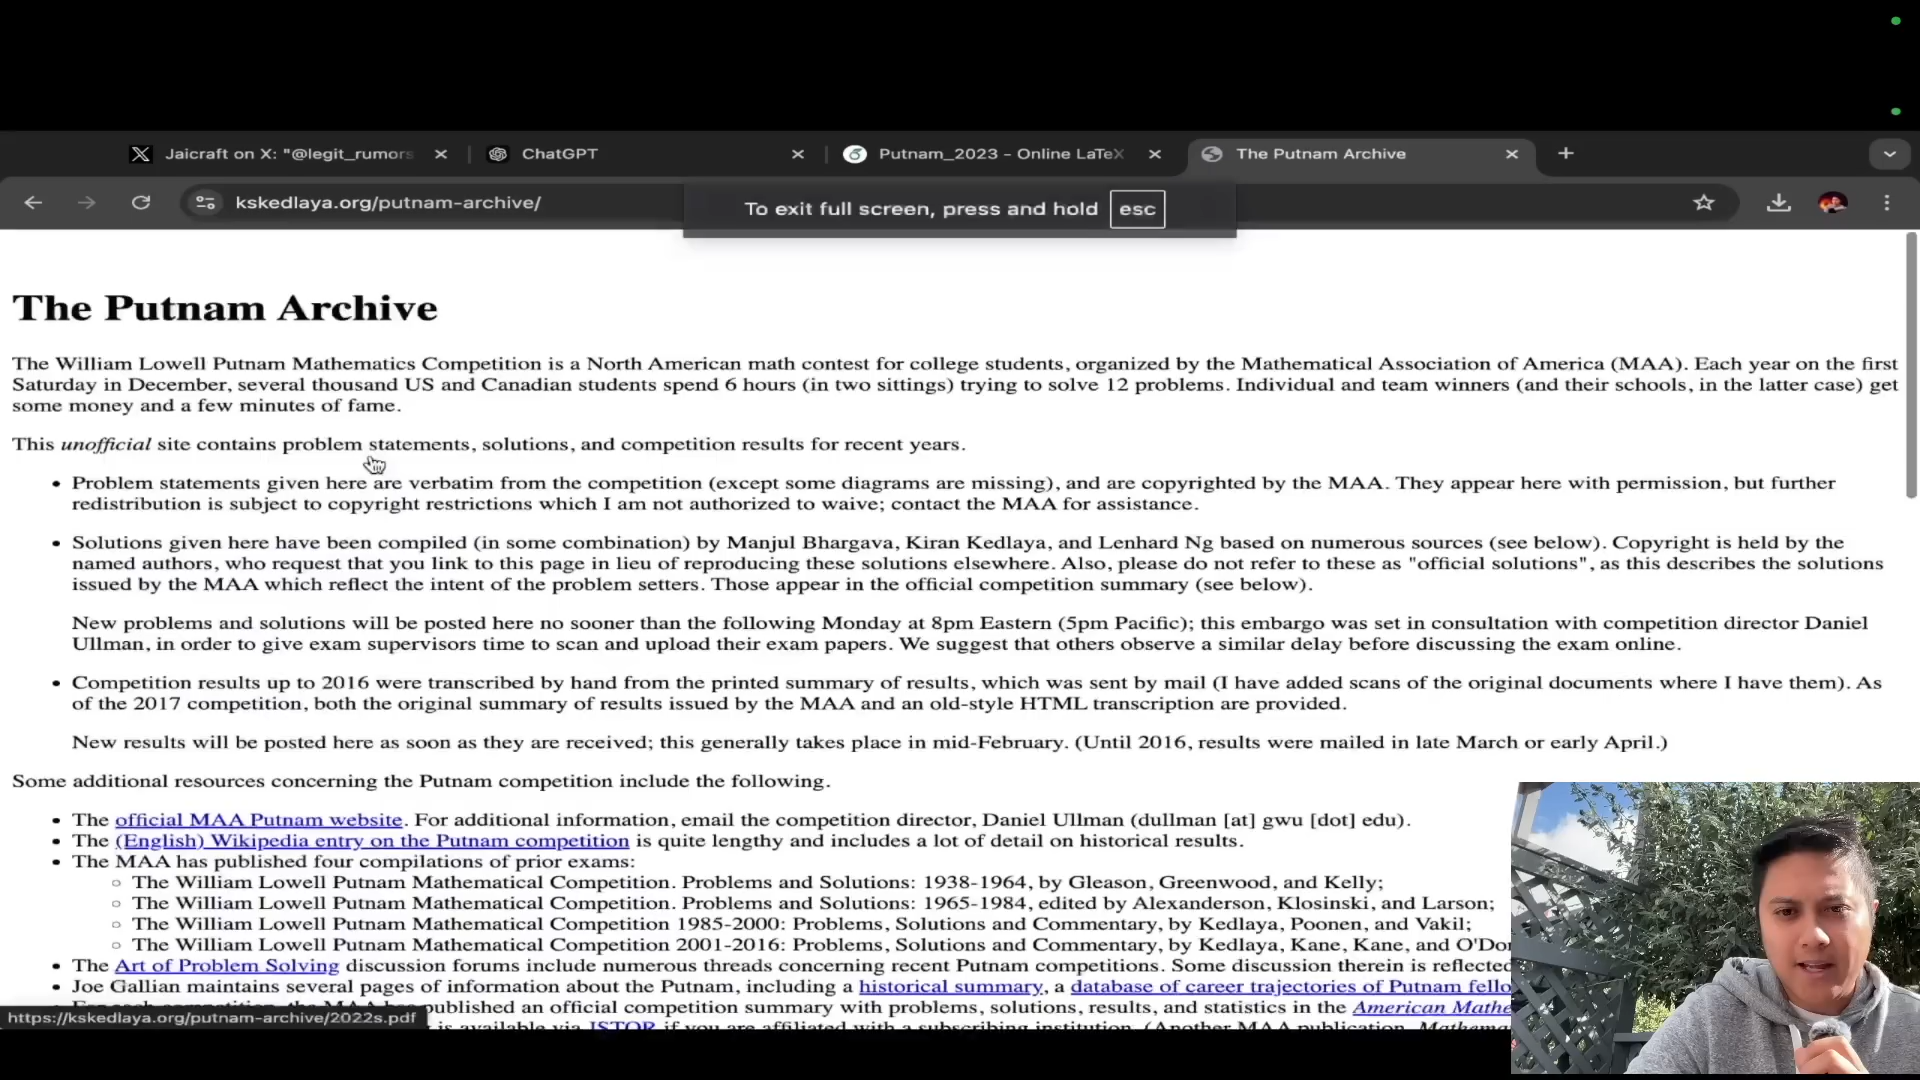 Jaicraft on X: "@legit_rumors
ChatGPT
Putnam_2023 - Online LaTeX
The Putnam Archive
kskedlaya.org/putnam-archive/
To exit full screen, press and hold esc
The Putnam Archive
The William Lowell Putnam Mathematics Competition is a North American math contest for college students, organized by the Mathematical Association of America (MAA). Each year on the first
Saturday in December, several thousand US and Canadian students spend 6 hours (in two sittings) trying to solve 12 problems. Individual and team winners (and their schools, in the latter case) get
some money and a few minutes of fame.
This unofficial site contains problem statements, solutions, and competition results for recent years.
• Problem statements given here are verbatim from the competition (except some diagrams are missing), and are copyrighted by the MAA. They appear here with permission, but further
redistribution is subject to copyright restrictions which I am not authorized to waive; contact the MAA for assistance.
• Solutions given here have been compiled (in some combination) by Manjul Bhargava, Kiran Kedlaya, and Lenhard Ng based on numerous sources (see below). Copyright is held by the
named authors, who request that you link to this page in lieu of reproducing these solutions elsewhere. Also, please do not refer to these as "official solutions", as this describes the solutions
issued by the MAA which reflect the intent of the problem setters. Those appear in the official competition summary (see below).
New problems and solutions will be posted here no sooner than the following Monday at 8pm Eastern (5pm Pacific); this embargo was set in consultation with competition director Daniel
Ullman, in order to give exam supervisors time to scan and upload their exam papers. We suggest that others observe a similar delay before discussing the exam online.
• Competition results up to 2016 were transcribed by hand from the printed summary of results, which was sent by mail (I have added scans of the original documents where I have them). As
of the 2017 competition, both the original summary of results issued by the MAA and an old-style HTML transcription are provided.
New results will be posted here as soon as they are received; this generally takes place in mid-February. (Until 2016, results were mailed in late March or early April.)
Some additional resources concerning the Putnam competition include the following.
• The official MAA Putnam website. For additional information, email the competition director, Daniel Ullman (dullman [at] gwu [dot] edu).
• The (English) Wikipedia entry on the Putnam competition is quite lengthy and includes a lot of detail on historical results.
• The MAA has published four compilations of prior exams:
○ The William Lowell Putnam Mathematical Competition. Problems and Solutions: 1938-1964, by Gleason, Greenwood, and Kelly;
○ The William Lowell Putnam Mathematical Competition. Problems and Solutions: 1965-1984, edited by Alexanderson, Klosinski, and Larson;
○ The William Lowell Putnam Mathematical Competition 1985-2000: Problems, Solutions and Commentary, by Kedlaya, Poonen, and Vakil;
○ The William Lowell Putnam Mathematical Competition 2001-2016: Problems, Solutions and Commentary, by Kedlaya, Kane, Kane, and O'Do
• The Art of Problem Solving discussion forums include numerous threads concerning recent Putnam competitions. Some discussion therein is reflected
• Joe Gallian maintains several pages of information about the Putnam, including a historical summary, a database of career trajectories of Putnam fello
published an official competition summary with problems, solutions, results, and statistics in the American Mathe
https://kskedlaya.org/putnam-archive/2022s.pdf
is available via JSTOR if you are affiliated with a subscribing institution. (Another MAA publication, Mathema